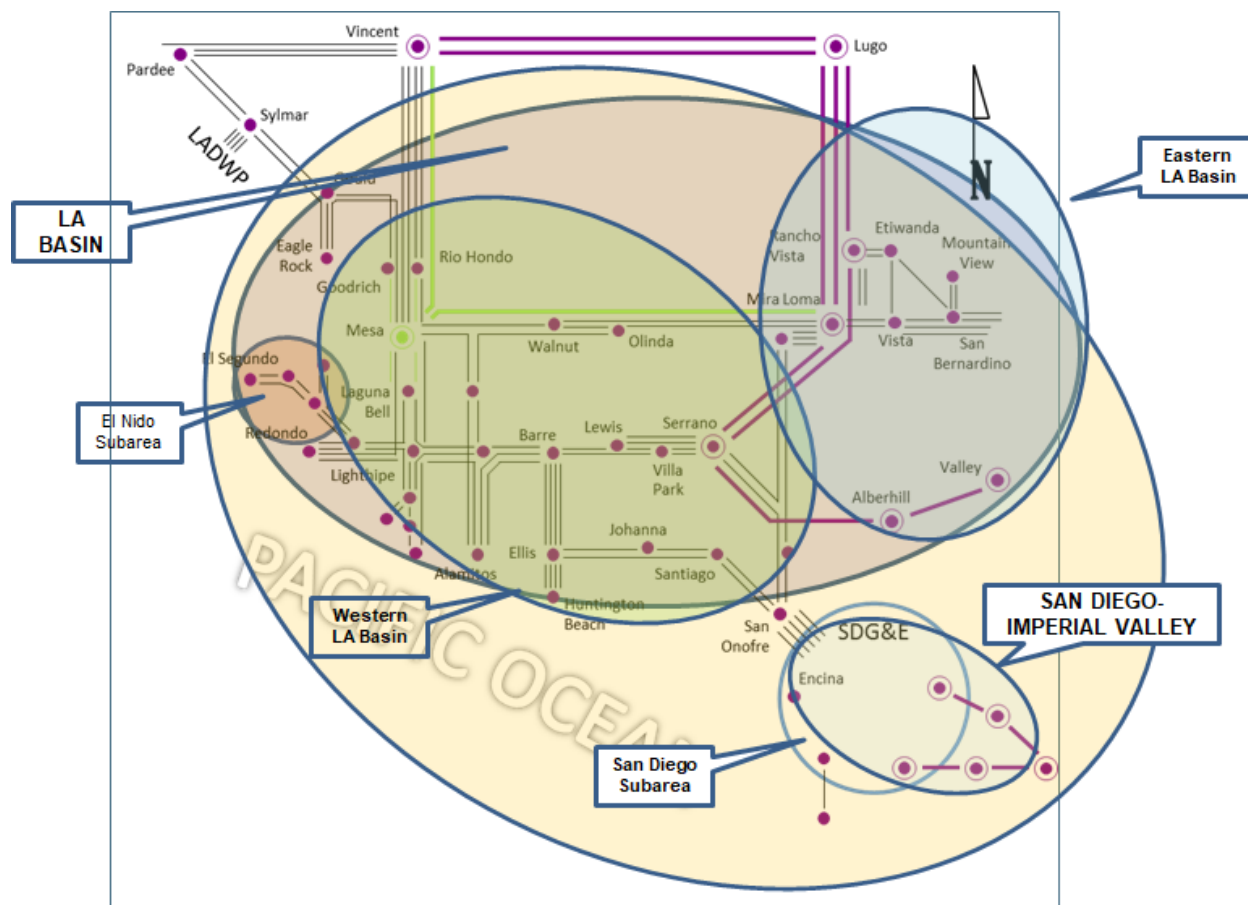 Vincent
Lugo
Pardee
Sylmar
LADWP
Gould
Eagle
Rock
Goodrich
Rio Hondo
LA
BASIN
Eastern
LA Basin
N
Rancho
Vista
Etiwanda
Mountain
View
Mira Loma
Vista
San
Bernardino
Mesa
Walnut
Olinda
El Segundo
El Nido
Subarea
Redondo
Laguna
Bell
Lighthipe
Barre
Lewis
Villa
Park
Serrano
Valley
Alberhill
Johanna
Ellis
Santiago
Alamitos
Huntington
Beach
Western
LA Basin
PACIFIC OCEAN
San
Onofre
SDG&E
SAN DIEGO-
IMPERIAL VALLEY
Encina
San Diego
Subarea